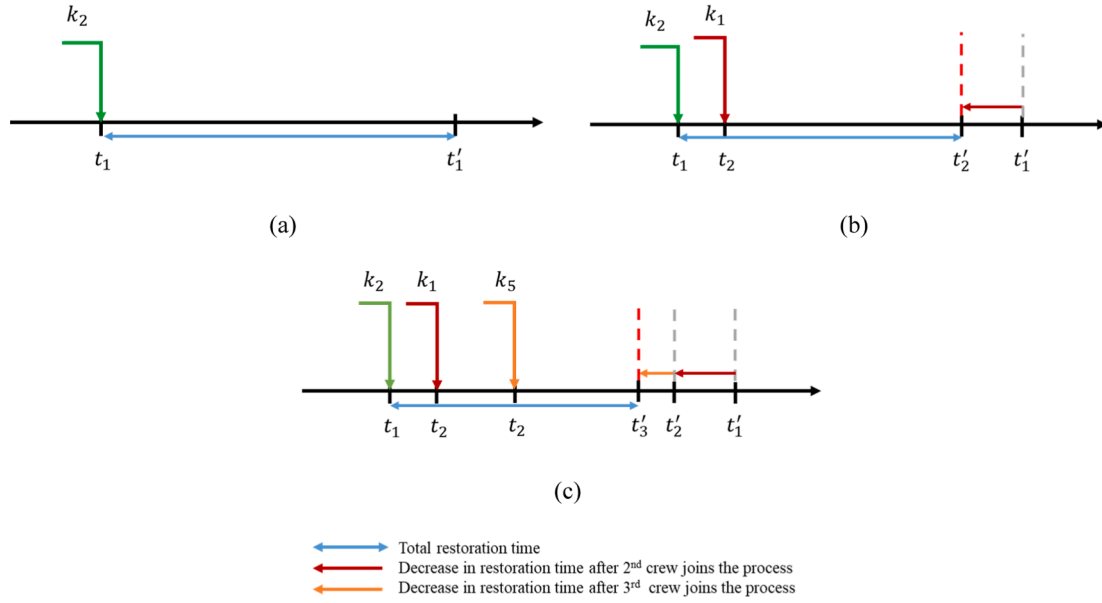 k₂
t₁ t′₁
(a)
k₂ k₁
t₁ t₂ t′₂ t′₁
(b)
k₂ k₁ k₅
t₁ t₂ t₂ t′₃ t′₂ t′₁
(c)
Total restoration time
Decrease in restoration time after 2nd crew joins the process
Decrease in restoration time after 3rd crew joins the process